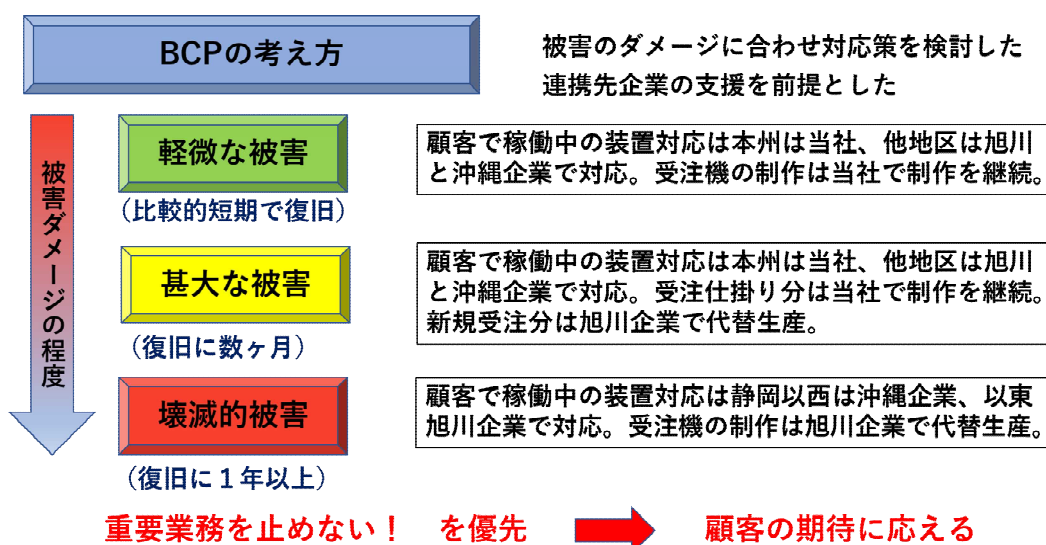 BCPの考え方
被害のダメージに合わせ対応策を検討した
連携先企業の支援を前提とした
被害ダメージの程度
軽微な被害
（比較的短期で復旧）
顧客で稼働中の装置対応は本州は当社、他地区は旭川
と沖縄企業で対応。受注機の制作は当社で制作を継続。
甚大な被害
（復旧に数ヶ月）
顧客で稼働中の装置対応は本州は当社、他地区は旭川
と沖縄企業で対応。受注仕掛り分は当社で制作を継続。
新規受注分は旭川企業で代替生産。
壊滅的被害
（復旧に１年以上）
顧客で稼働中の装置対応は静岡以西は沖縄企業、以東
旭川企業で対応。受注機の制作は旭川企業で代替生産。
重要業務を止めない！　を優先
顧客の期待に応える